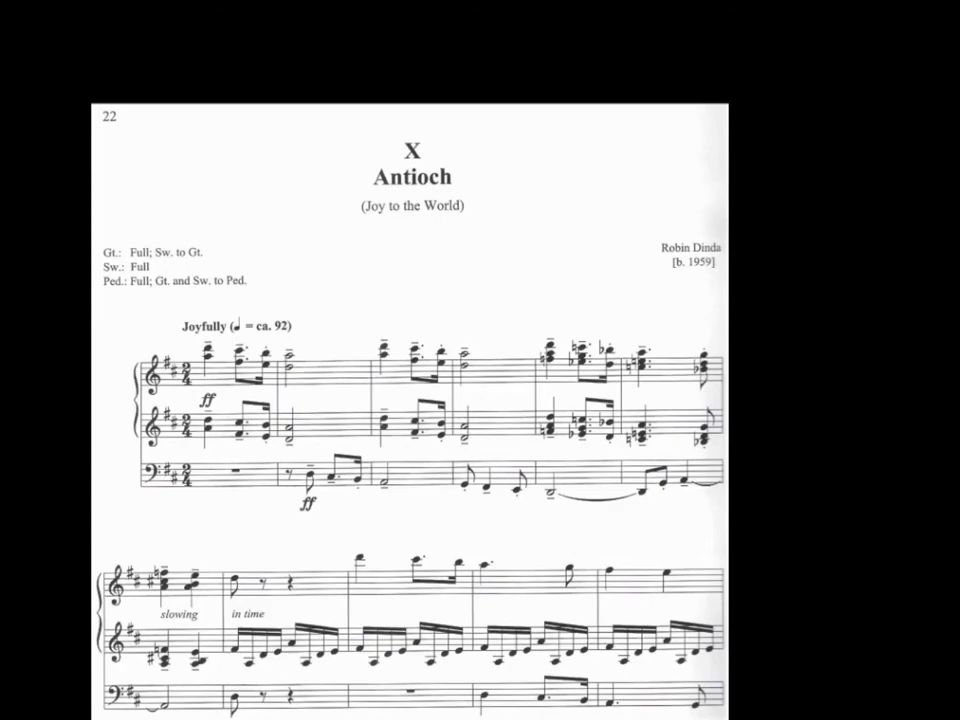 22
X
Antioch
(Joy to the World)
Gt.: Full; Sw. to Gt.
Sw.: Full
Ped.: Full; Gt. and Sw. to Ped.
Robin Dinda
[b. 1959]
Joyfully (♩ = ca. 92)
ff
ff
slowing in time